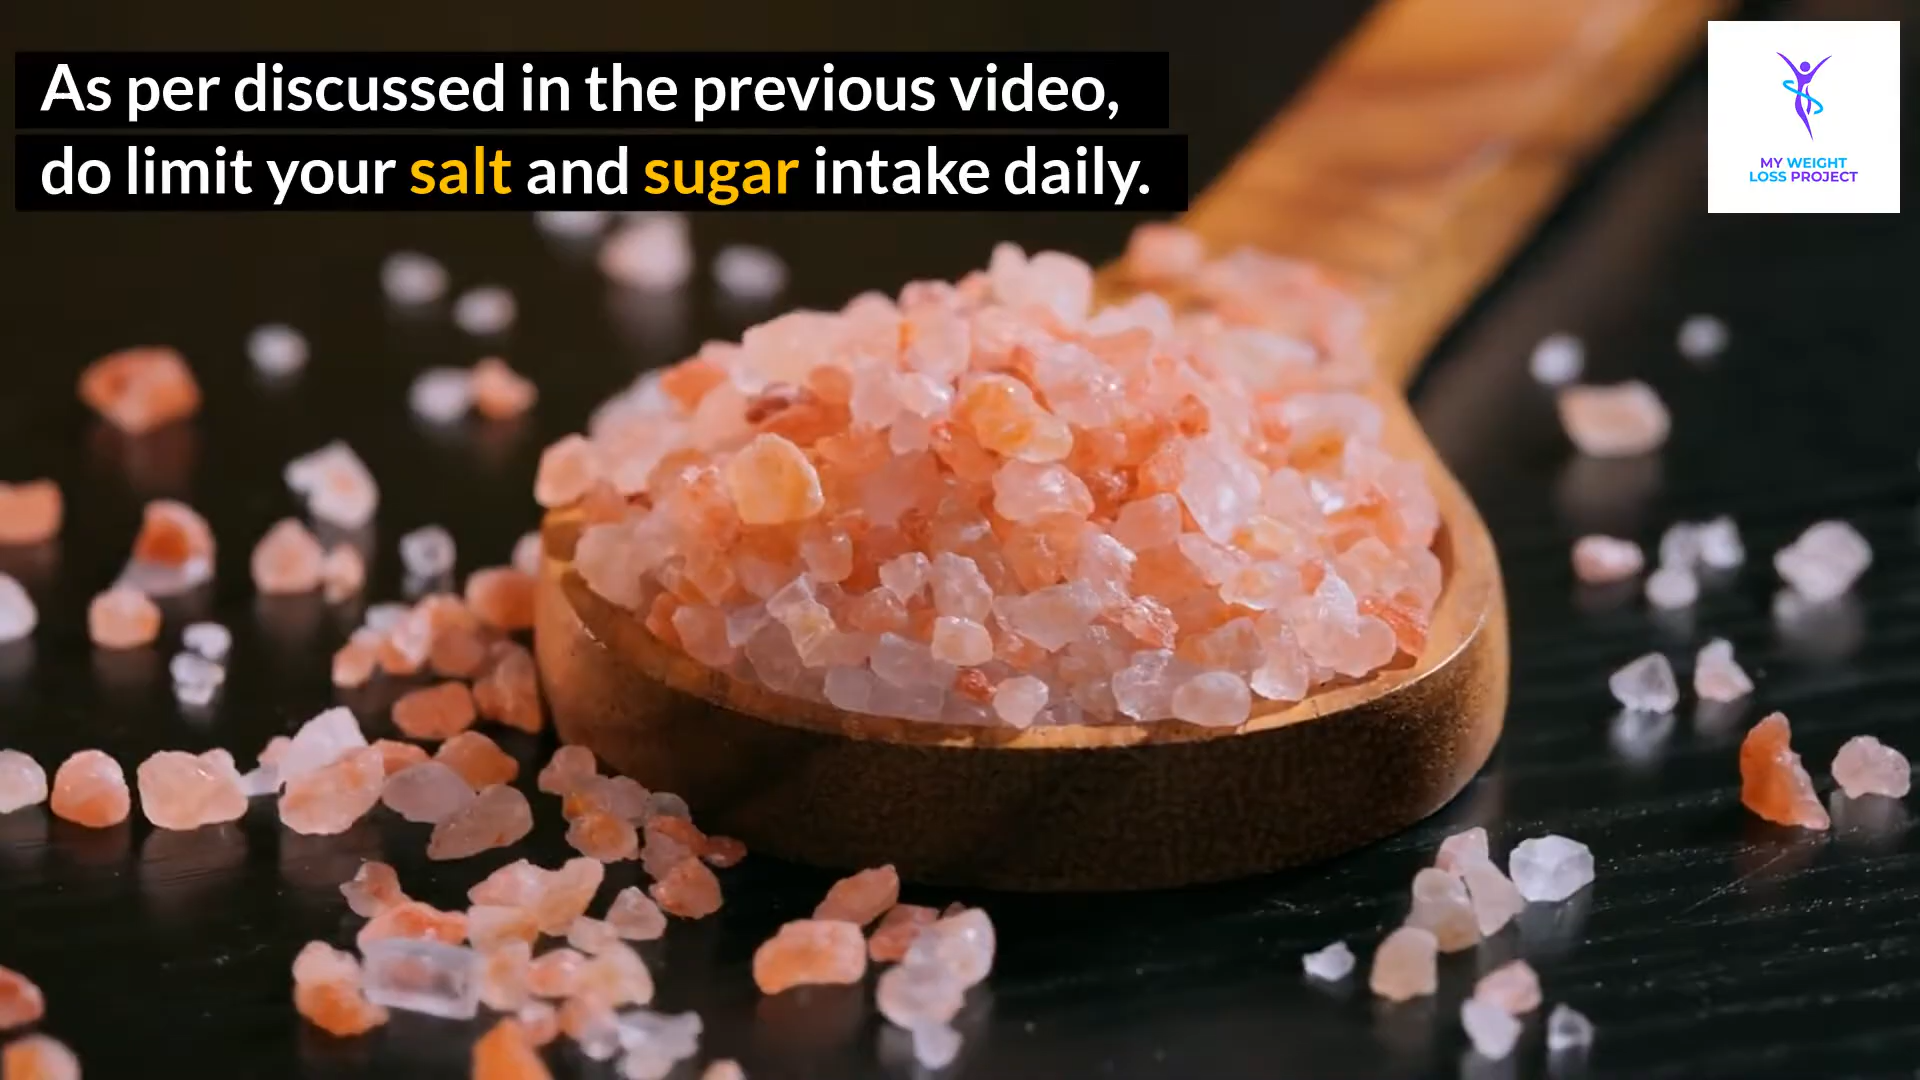 As per discussed in the previous video,
do limit your salt and sugar intake daily.
MY WEIGHT
LOSS PROJECT